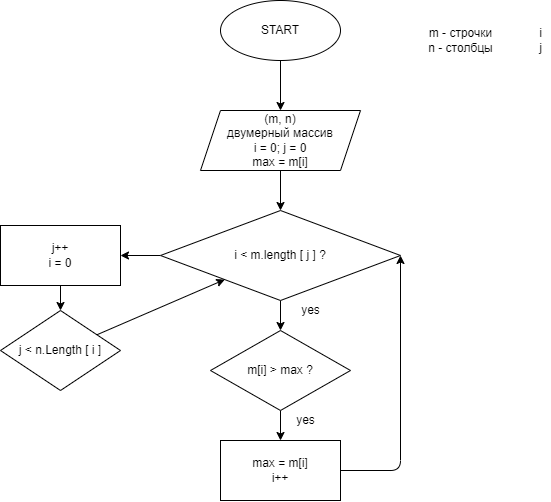 START
m - строчки i
n - столбцы j
(m, n)
двумерный массив
i = 0; j = 0
max = m[i]
i < m.length [ j ] ?
j++
i = 0
j < n.Length [ i ]
yes
m[i] > max ?
yes
max = m[i]
i++